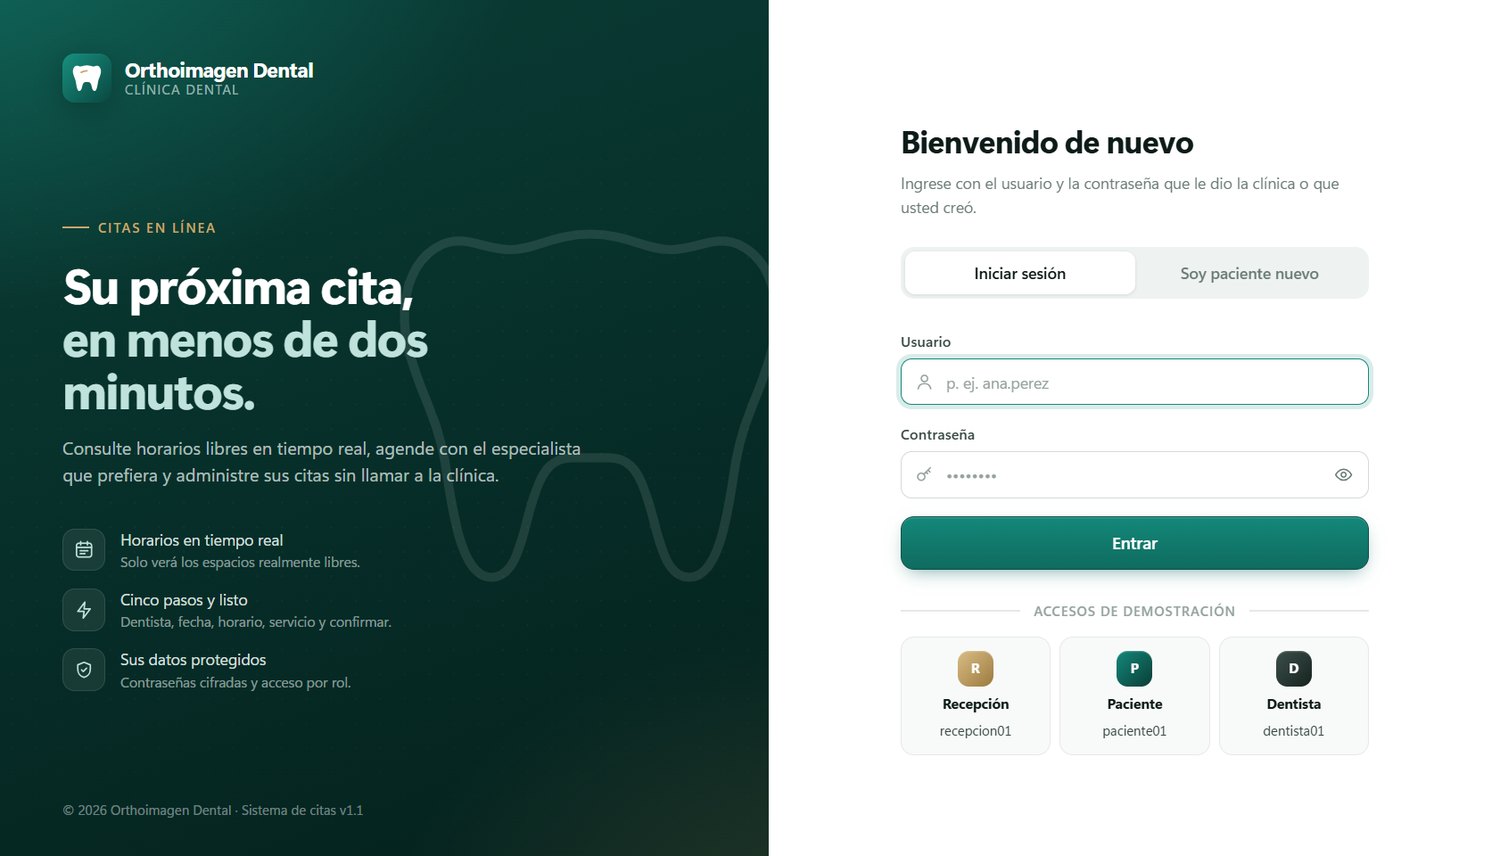 Orthoimagen Dental
CLÍNICA DENTAL
CITAS EN LÍNEA
Su próxima cita,
en menos de dos
minutos.
Consulte horarios libres en tiempo real, agende con el especialista
que prefiera y administre sus citas sin llamar a la clínica.
Horarios en tiempo real
Solo verá los espacios realmente libres.
Cinco pasos y listo
Dentista, fecha, horario, servicio y confirmar.
Sus datos protegidos
Contraseñas cifradas y acceso por rol.
© 2026 Orthoimagen Dental · Sistema de citas v1.1
Bienvenido de nuevo
Ingrese con el usuario y la contraseña que le dio la clínica o que
usted creó.
Iniciar sesión
Soy paciente nuevo
Usuario
p. ej. ana.perez
Contraseña
••••••••
Entrar
ACCESOS DE DEMOSTRACIÓN
R
Recepción
recepcion01
P
Paciente
paciente01
D
Dentista
dentista01